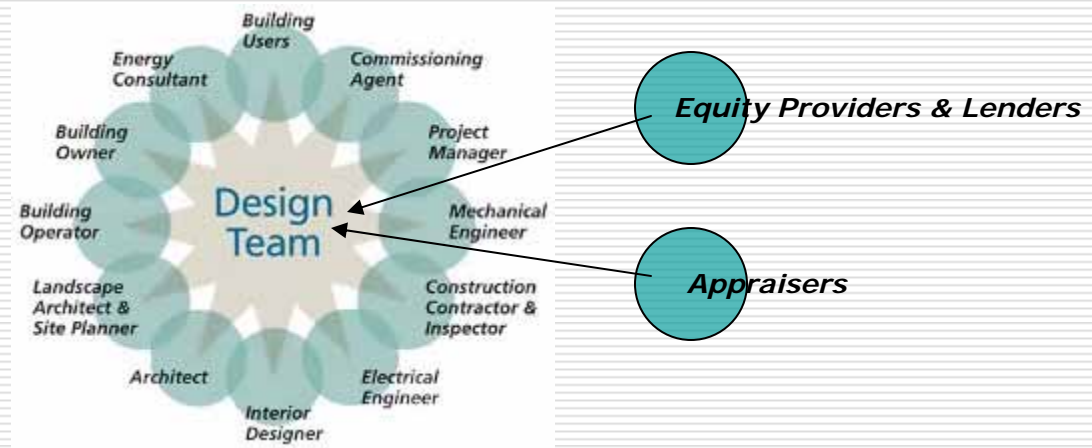 Building
Users
Energy
Consultant
Commissioning
Agent
Building
Owner
Project
Manager
Design
Team
Building
Operator
Mechanical
Engineer
Landscape
Architect &
Site Planner
Construction
Contractor &
Inspector
Architect
Electrical
Engineer
Interior
Designer
Equity Providers & Lenders
Appraisers